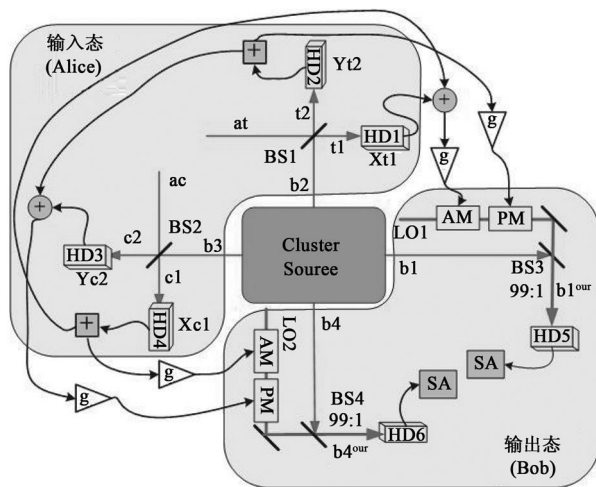 输入态
(Alice)
+
HD2
Yt2
t2
at
BS1
t1
HD1
Xt1
+
g
g
b2
ac
+
c2
HD3
Yc2
BS2
b3
c1
HD4
Xc1
+
g
g
Cluster
Souree
b1
b4
LO1
AM
PM
BS3
99:1
b1our
HD5
SA
SA
LO2
AM
PM
BS4
99:1
HD6
b4our
输出态
(Bob)